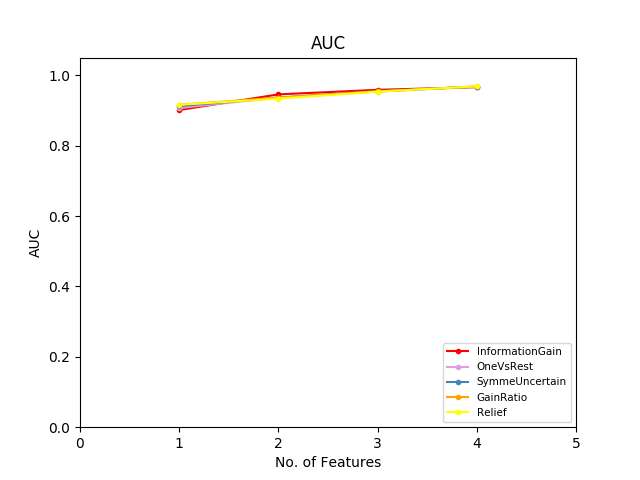 AUC
1.0
0.8
0.6
0.4
0.2
0.0
AUC
0 1 2 3 4 5
No. of Features
InformationGain
OneVsRest
SymmeUncertain
GainRatio
Relief